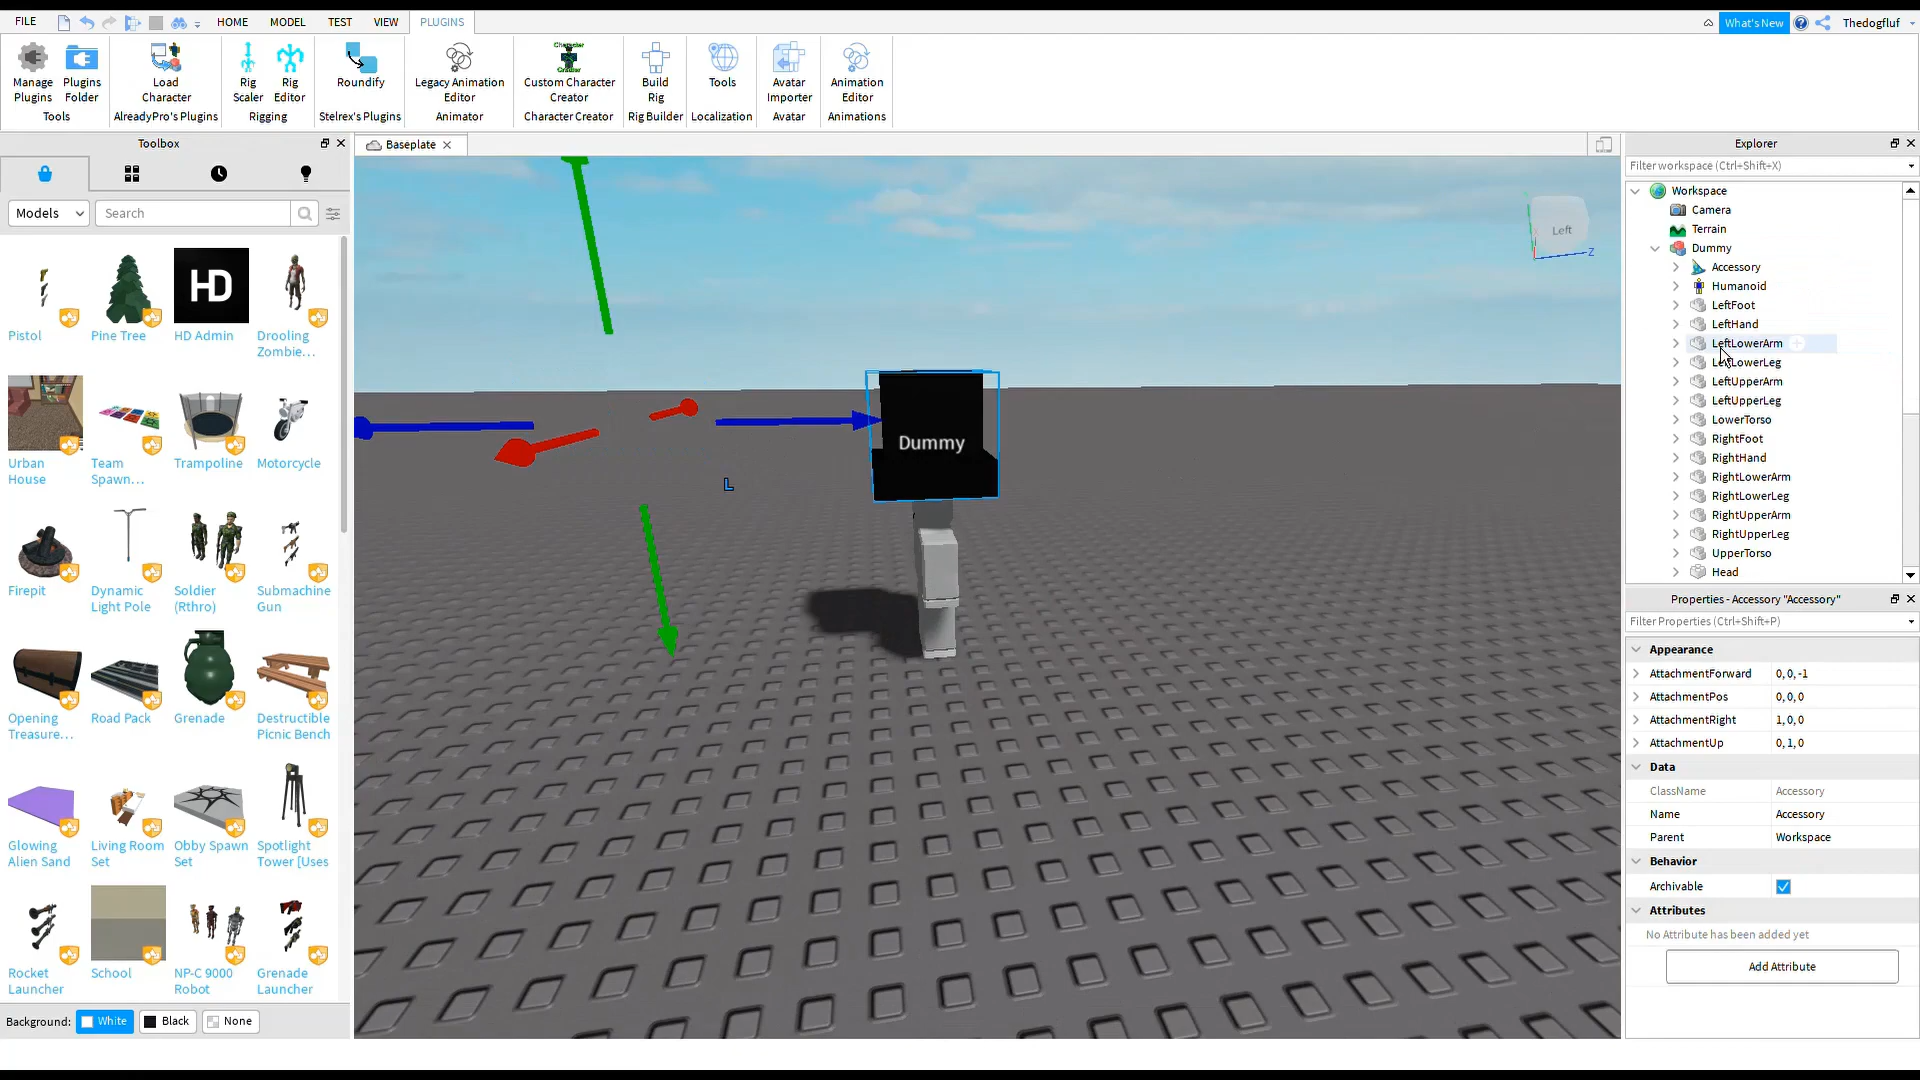 FILE
HOME
MODEL
TEST
VIEW
PLUGINS
What's New
Thedogfluf
Manage Plugins
Plugins Folder
Load Character
Rig Scaler
Rig Editor
Roundify
Legacy Animation Editor
Custom Character Creator
Build Rig
Tools
Avatar Importer
Animation Editor
Tools
AlreadyPro's Plugins
Rigging
Stelrex's Plugins
Animator
Character Creator
Rig Builder
Localization
Avatar
Animations
Toolbox
Models
Search
Pistol
Pine Tree
HD
HD Admin
Drooling Zombie...
Urban House
Team Spawn...
Trampoline
Motorcycle
Firepit
Dynamic Light Pole
Soldier (Rthro)
Submachine Gun
Opening Treasure...
Road Pack
Grenade
Destructible Picnic Bench
Glowing Alien Sand
Living Room Set
Obby Spawn Set
Spotlight Tower [Uses
Rocket Launcher
School
NP-C 9000 Robot
Grenade Launcher
Background:
White
Black
None
Baseplate
Left
Z
Dummy
L
Explorer
Filter workspace (Ctrl+Shift+X)
Workspace
Camera
Terrain
Dummy
Accessory
Humanoid
LeftFoot
LeftHand
LeftLowerArm
LeftLowerLeg
LeftUpperArm
LeftUpperLeg
LowerTorso
RightFoot
RightHand
RightLowerArm
RightLowerLeg
RightUpperArm
RightUpperLeg
UpperTorso
Head
Properties - Accessory "Accessory"
Filter Properties (Ctrl+Shift+P)
Appearance
AttachmentForward 0, 0, -1
AttachmentPos 0, 0, 0
AttachmentRight 1, 0, 0
AttachmentUp 0, 1, 0
Data
ClassName Accessory
Name Accessory
Parent Workspace
Behavior
Archivable
Attributes
No Attribute has been added yet
Add Attribute